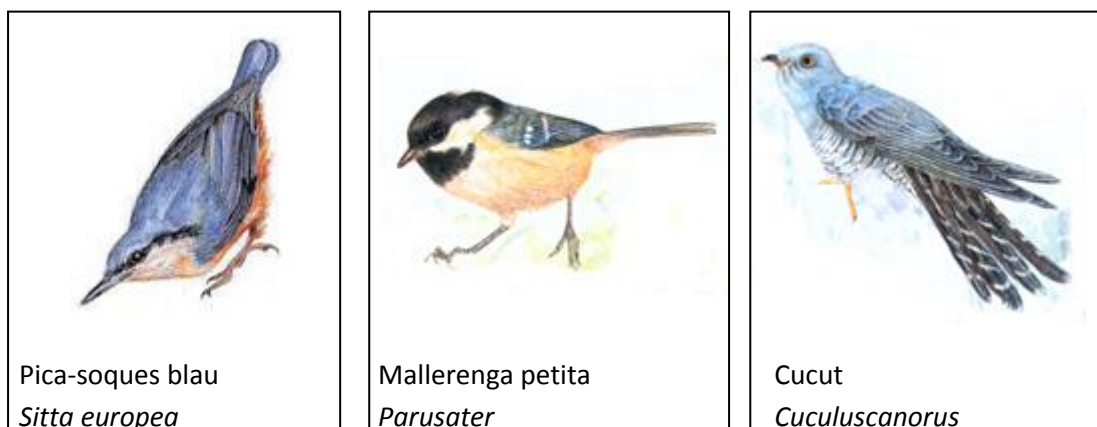 Pica-soques blau
Sitta europea
Mallerenga petita
Parusater
Cucut
Cuculuscanorus